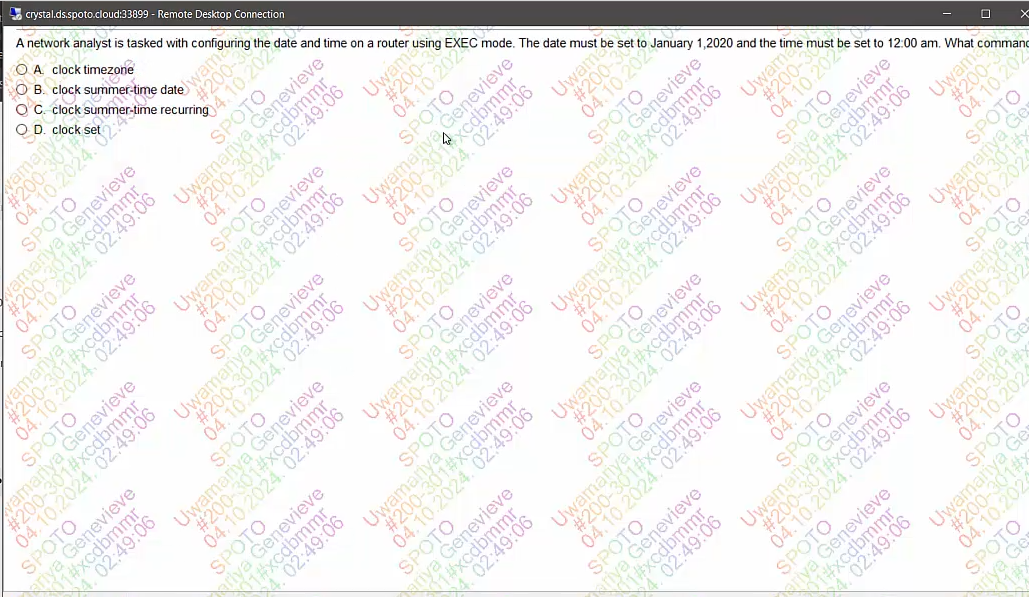 crystal.ds.spoto.cloud:33899 - Remote Desktop Connection
A network analyst is tasked with configuring the date and time on a router using EXEC mode. The date must be set to January 1,2020 and the time must be set to 12:00 am. What command
A. clock timezone
B. clock summer-time date
C. clock summer-time recurring
D. clock set
Uwamariya Genevieve
#200-301#xcdbmmr
04.10.2024. 02:49:06
SPOTO